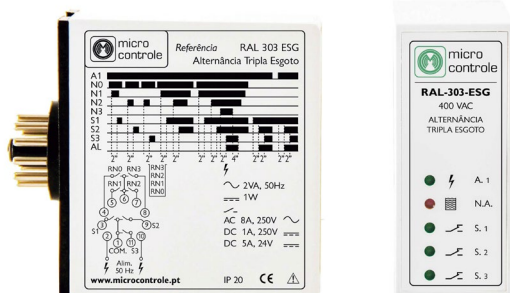 micro
controle
Referência RAL 303 ESG
Alternância Tripla Esgoto
A1
N0
N1
N2
N3
S1
S2
S3
AL
2" 2" 2" 2" 2" 2" 2" 4" 2" 2" 2"
RN0 RN3
RN1 RN2
RN3
RN2
RN1
RN0
5 6 7
4 8
S1 3 9 S2
2 1 11 10
COM. S3
Alim.
50 Hz
2VA, 50Hz
1W
AC 8A, 250V
DC 1A, 250V
DC 5A, 24V
www.microcontrole.pt IP 20 CE
micro
controle
RAL-303-ESG
400 VAC
ALTERNÂNCIA
TRIPLA ESGOTO
A. 1
N.A.
S. 1
S. 2
S. 3